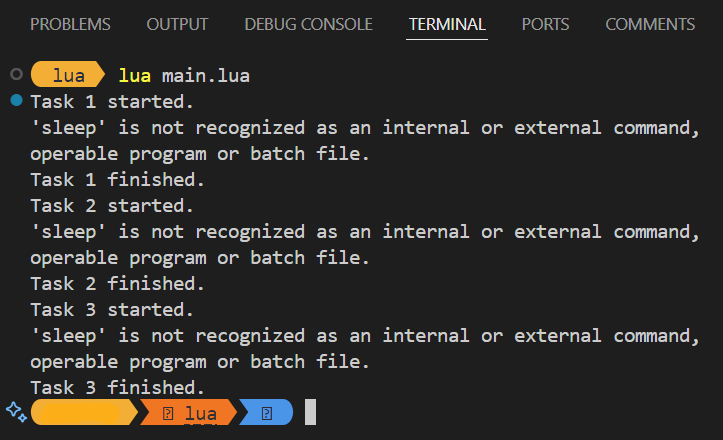 PROBLEMS OUTPUT DEBUG CONSOLE TERMINAL PORTS COMMENTS
lua lua main.lua
Task 1 started.
'sleep' is not recognized as an internal or external command,
operable program or batch file.
Task 1 finished.
Task 2 started.
'sleep' is not recognized as an internal or external command,
operable program or batch file.
Task 2 finished.
Task 3 started.
'sleep' is not recognized as an internal or external command,
operable program or batch file.
Task 3 finished.
lua